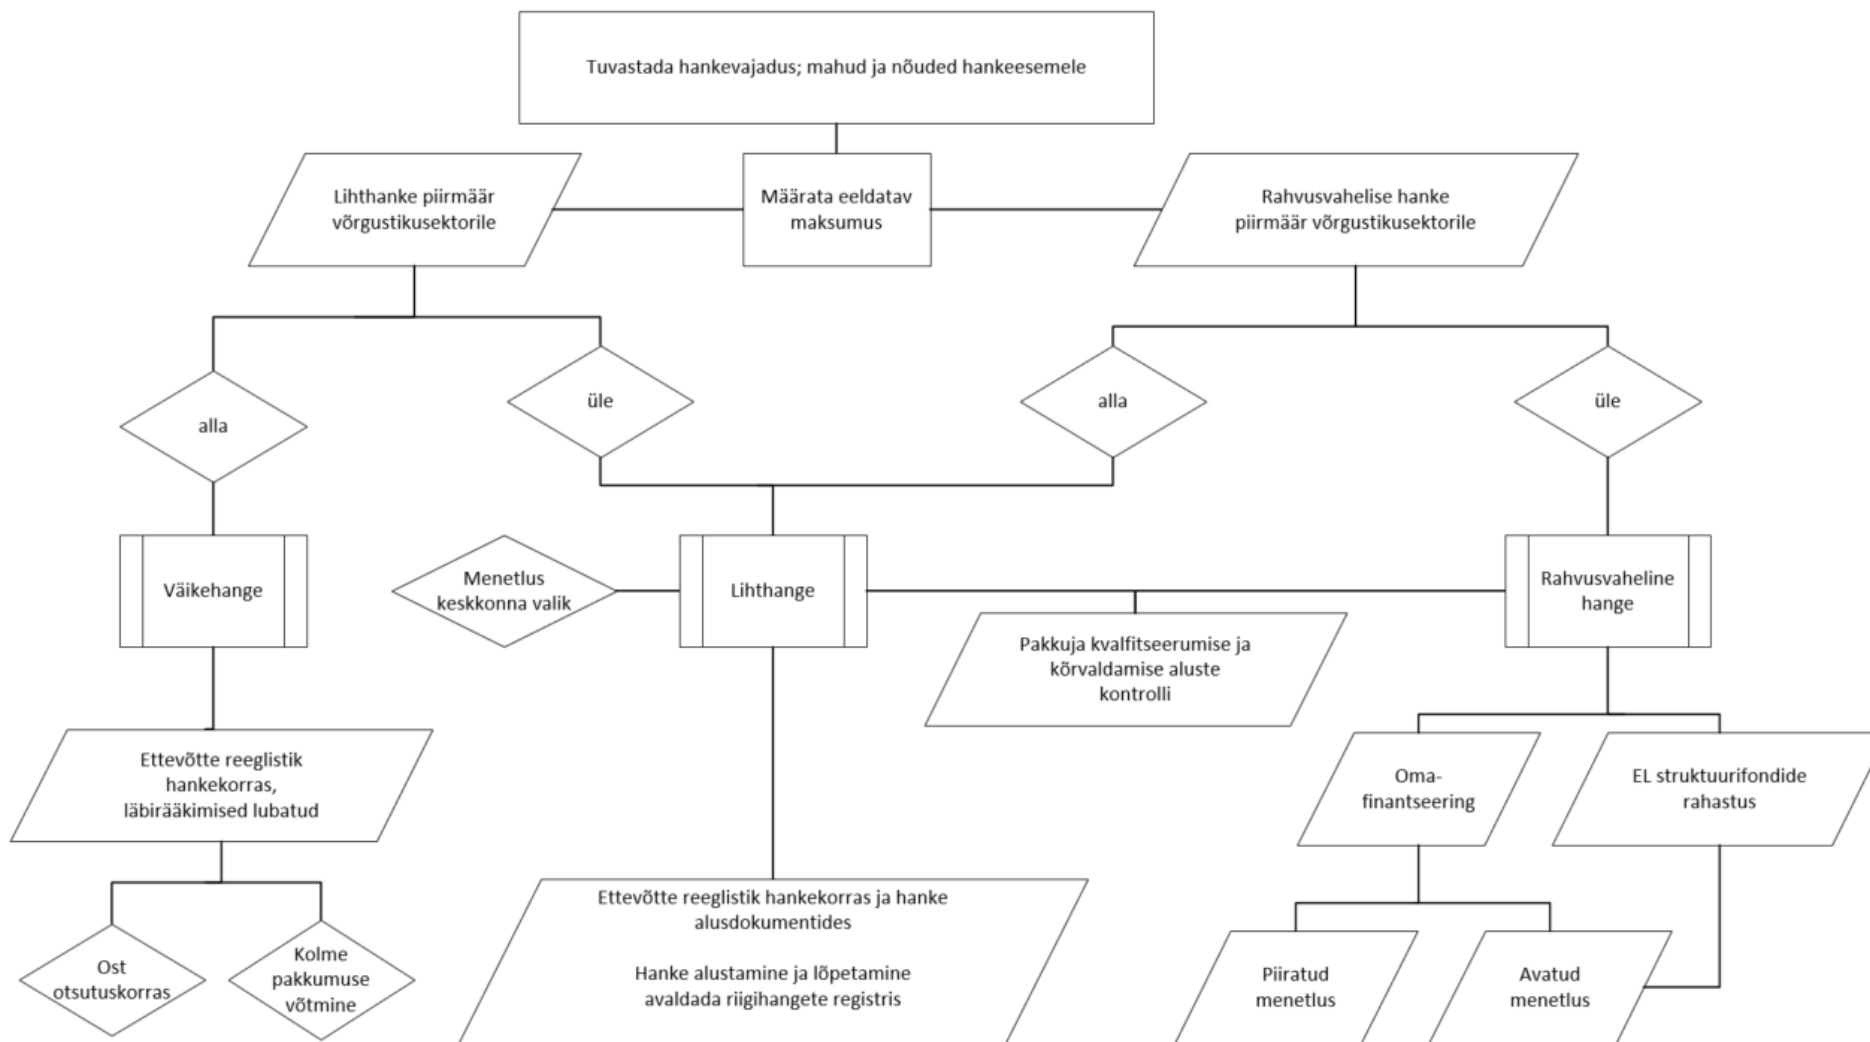 Tuvastada hankevajadus; mahud ja nõuded hankeesemele
Lihthanke piirmäär
võrgustikusektorile
Määrata eeldatav
maksumus
Rahvusvahelise hanke
piirmäär võrgustikusektorile
alla
üle
alla
üle
Väikehange
Menetlus
keskkonna valik
Lihthange
Rahvusvaheline
hange
Pakkuja kvalfitseerumise ja
kõrvaldamise aluste
kontrolli
Ettevõtte reeglistik
hankekorras,
läbirääkimised lubatud
Oma-
finantseering
EL struktuurifondide
rahastus
Ost
otsutuskorras
Kolme
pakkumuse
võtmine
Ettevõtte reeglistik hankekorras ja hanke
alusdokumentides
Hanke alustamine ja lõpetamine
avaldada riigihangete registris
Piiratud
menetlus
Avatud
menetlus